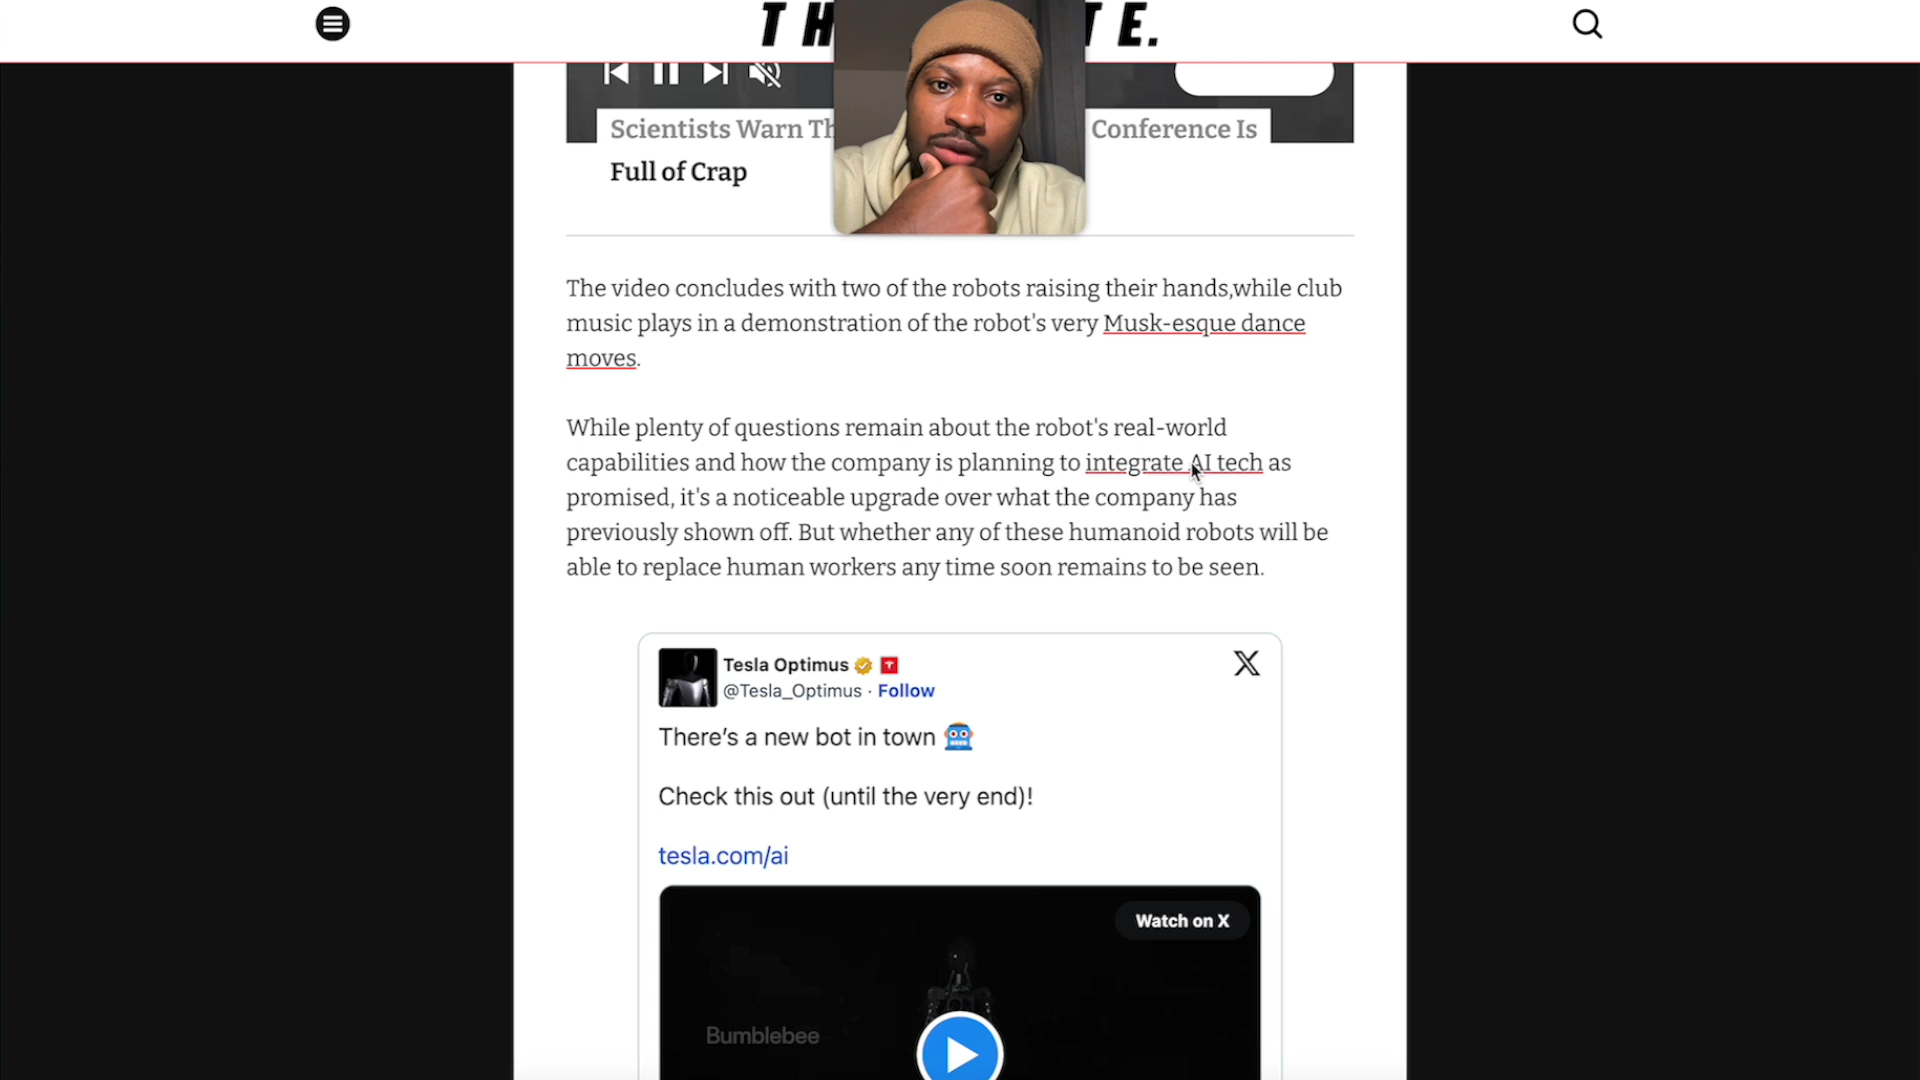 TH TE.
Scientists Warn Th Conference Is
Full of Crap
The video concludes with two of the robots raising their hands,while club
music plays in a demonstration of the robot's very Musk-esque dance
moves.
While plenty of questions remain about the robot's real-world
capabilities and how the company is planning to integrate AI tech as
promised, it's a noticeable upgrade over what the company has
previously shown off. But whether any of these humanoid robots will be
able to replace human workers any time soon remains to be seen.
Tesla Optimus
@Tesla_Optimus · Follow
There's a new bot in town 🤖
Check this out (until the very end)!
tesla.com/ai
Watch on X
Bumblebee